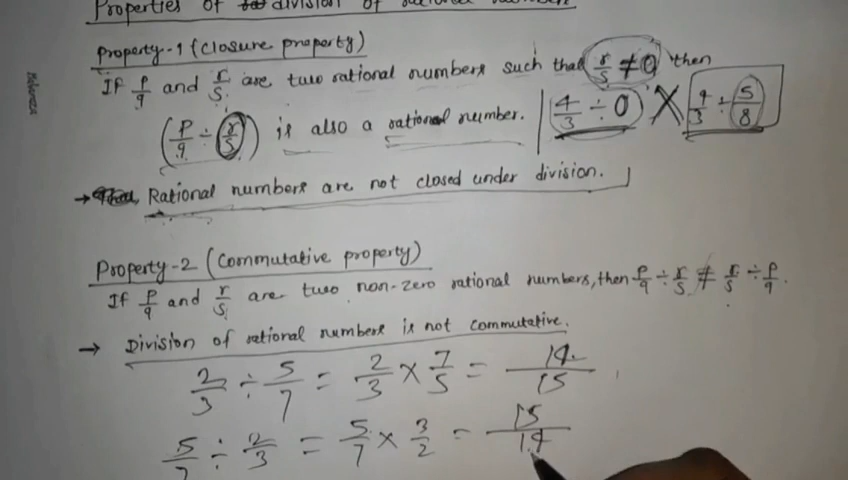 Properties of division of rational numbers
Property-1 (Closure property)
If p/q and r/s are two rational numbers such that r/s ≠ 0, then
(p/q ÷ r/s) is also a rational number. | 4/3 ÷ 0 X 4/3 ÷ 5/8
→ Rational numbers are not closed under division.
Property-2 (Commutative property)
If p/q and r/s are two non-zero rational numbers, then p/q ÷ r/s ≠ r/s ÷ p/q.
→ Division of rational numbers is not commutative.
2/3 ÷ 5/7 = 2/3 × 7/5 = 14/15
5/7 ÷ 2/3 = 5/7 × 3/2 = 15/14